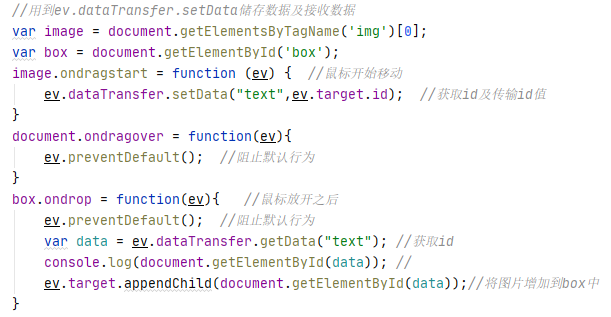 //用到ev.dataTransfer.setData储存数据及接收数据
var image = document.getElementsByTagName('img')[0];
var box = document.getElementById('box');
image.ondragstart = function (ev) {  //鼠标开始移动
    ev.dataTransfer.setData("text",ev.target.id);  //获取id及传输id值
}
document.ondragover = function(ev){
    ev.preventDefault();  //阻止默认行为
}
box.ondrop = function(ev){   //鼠标放开之后
    ev.preventDefault();  //阻止默认行为
    var data = ev.dataTransfer.getData("text"); //获取id
    console.log(document.getElementById(data)); //
    ev.target.appendChild(document.getElementById(data));//将图片增加到box中
}